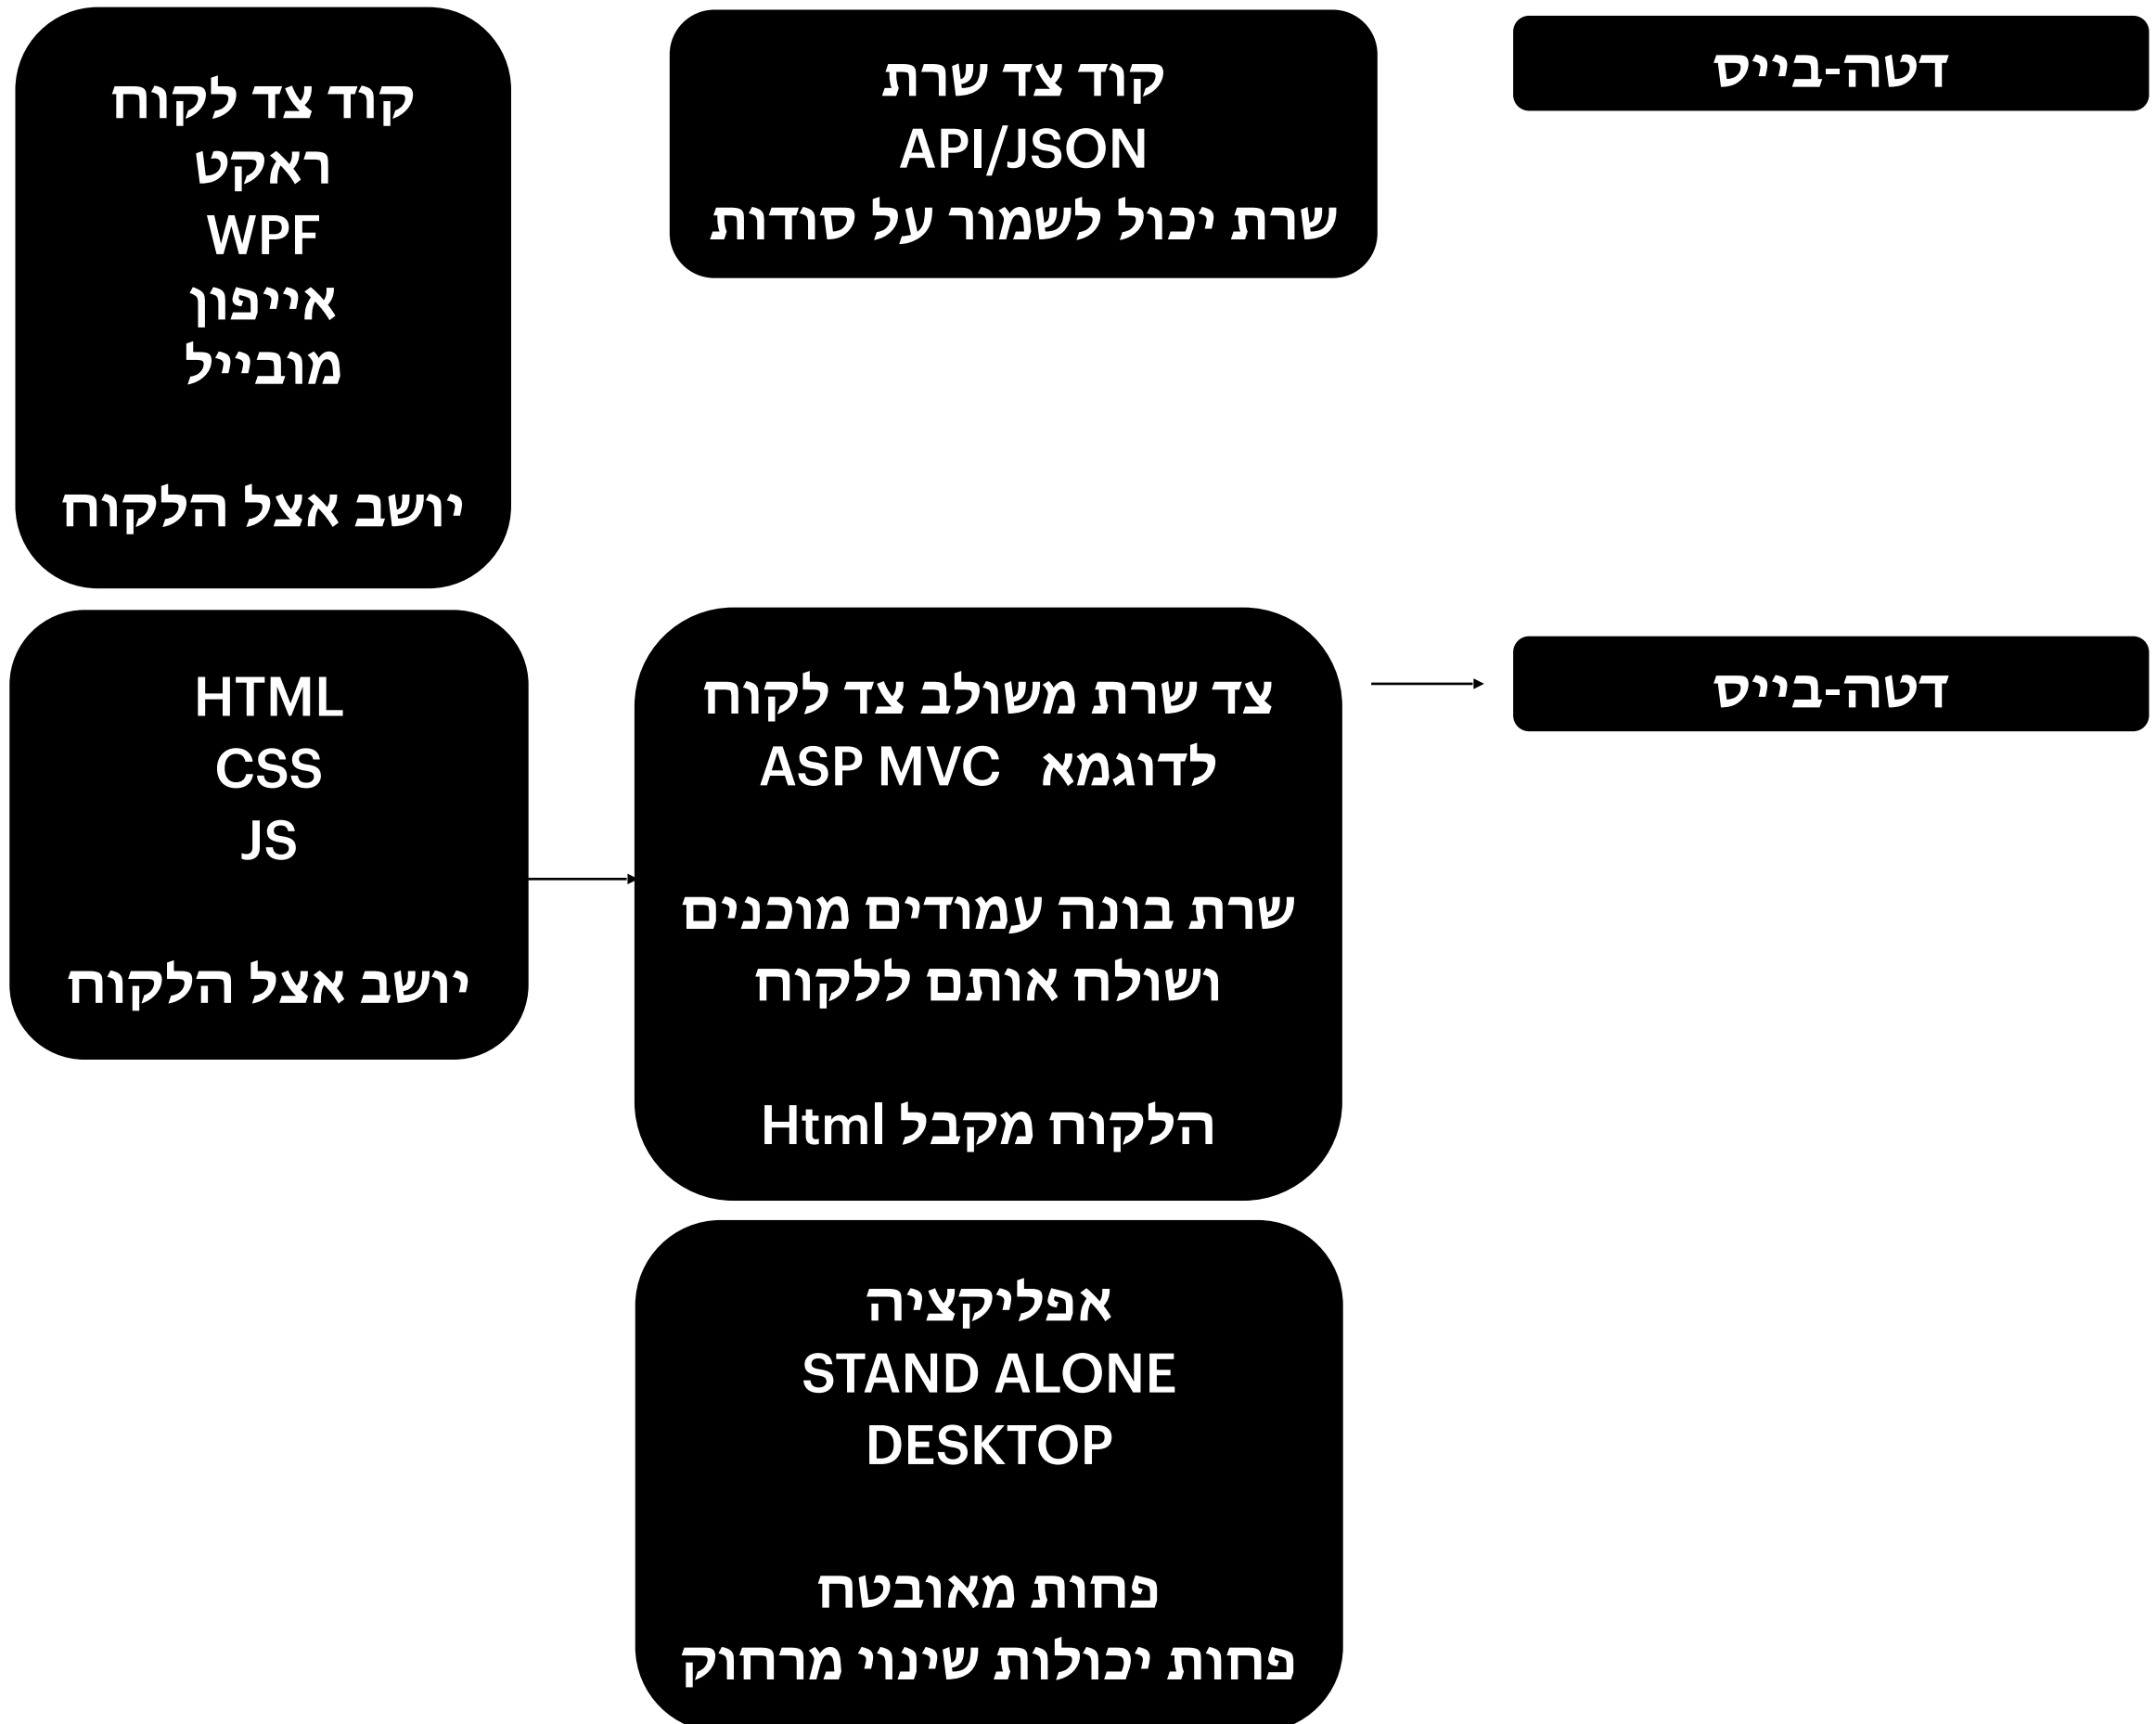 קוד צד לקוח
ראקט
WPF
אייפון
מובייל
יושב אצל הלקוח
קוד צד שרת
API/JSON
שרת יכול לשמור על סודות
דטה-בייס
HTML
CSS
JS
יושב אצל הלקוח
צד שרת משולב צד לקוח
לדוגמא ASP MVC
שרת בונה עמודים מוכנים
ושולח אותם ללקוח
הלקוח מקבל Html
דטה-בייס
אפליקציה
STAND ALONE
DESKTOP
פחות מאובטח
פחות יכולות שינויי מרחוק